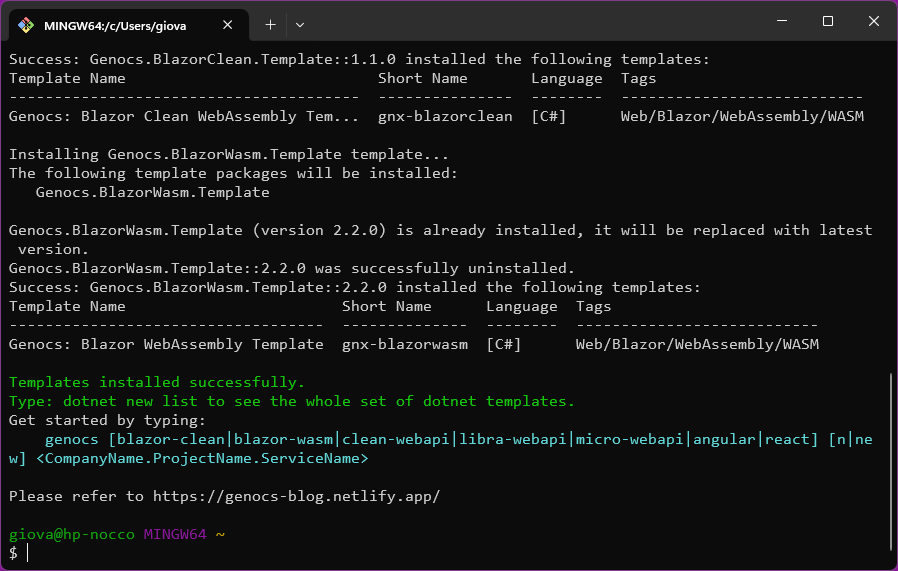 MINGW64:/c/Users/giova
Success: Genocs.BlazorClean.Template::1.1.0 installed the following templates:
Template Name                            Short Name       Language  Tags
---------------------------------------  ---------------  --------  ---------------------------
Genocs: Blazor Clean WebAssembly Tem...  gnx-blazorclean  [C#]      Web/Blazor/WebAssembly/WASM
Installing Genocs.BlazorWasm.Template template...
The following template packages will be installed:
   Genocs.BlazorWasm.Template
Genocs.BlazorWasm.Template (version 2.2.0) is already installed, it will be replaced with latest
 version.
Genocs.BlazorWasm.Template::2.2.0 was successfully uninstalled.
Success: Genocs.BlazorWasm.Template::2.2.0 installed the following templates:
Template Name                        Short Name      Language  Tags
-----------------------------------  --------------  --------  ---------------------------
Genocs: Blazor WebAssembly Template  gnx-blazorwasm  [C#]      Web/Blazor/WebAssembly/WASM
Templates installed successfully.
Type: dotnet new list to see the whole set of dotnet templates.
Get started by typing:
    genocs [blazor-clean|blazor-wasm|clean-webapi|libra-webapi|micro-webapi|angular|react] [n|ne
w] <CompanyName.ProjectName.ServiceName>
Please refer to https://genocs-blog.netlify.app/
giova@hp-nocco MINGW64 ~
$